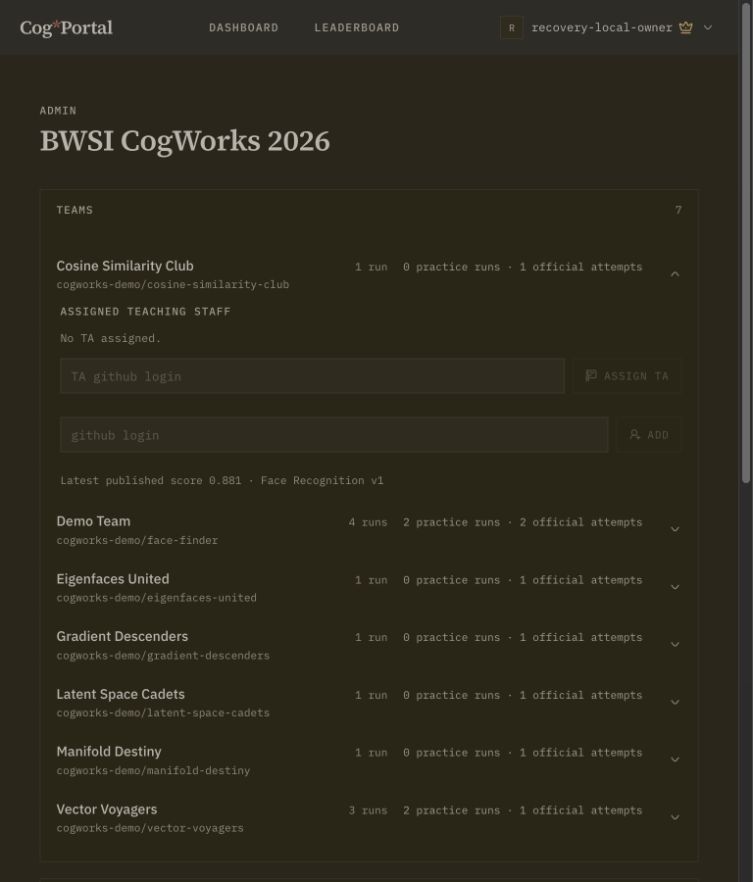 Cog*Portal DASHBOARD LEADERBOARD R recovery-local-owner
ADMIN
BWSI CogWorks 2026
TEAMS 7
Cosine Similarity Club 1 run 0 practice runs · 1 official attempts
cogworks-demo/cosine-similarity-club
ASSIGNED TEACHING STAFF
No TA assigned.
TA github login ASSIGN TA
github login ADD
Latest published score 0.881 · Face Recognition v1
Demo Team 4 runs 2 practice runs · 2 official attempts
cogworks-demo/face-finder
Eigenfaces United 1 run 0 practice runs · 1 official attempts
cogworks-demo/eigenfaces-united
Gradient Descenders 1 run 0 practice runs · 1 official attempts
cogworks-demo/gradient-descenders
Latent Space Cadets 1 run 0 practice runs · 1 official attempts
cogworks-demo/latent-space-cadets
Manifold Destiny 1 run 0 practice runs · 1 official attempts
cogworks-demo/manifold-destiny
Vector Voyagers 3 runs 2 practice runs · 1 official attempts
cogworks-demo/vector-voyagers